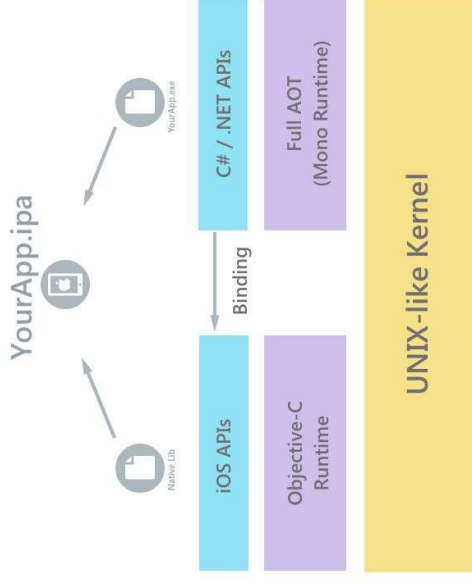 YourApp.ipa
Native Lib
YourApp.exe
iOS APIs
Binding
C# / .NET APIs
Objective-C
Runtime
Full AOT
(Mono Runtime)
UNIX-like Kernel